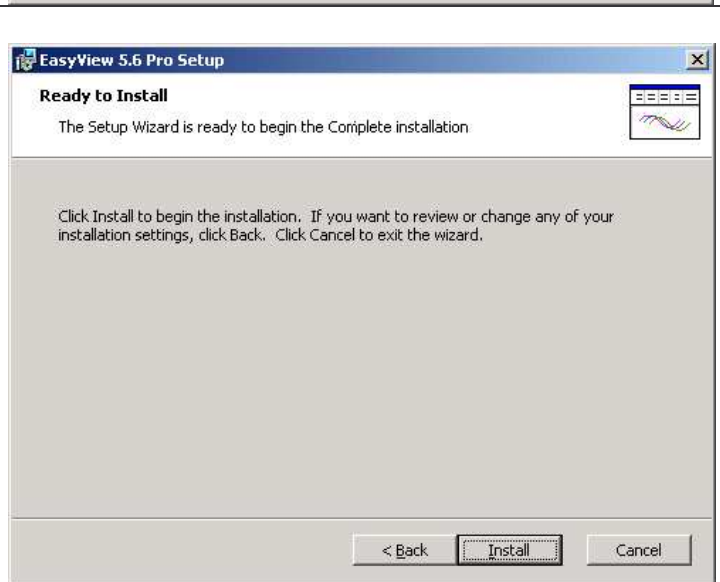 EasyView 5.6 Pro Setup
Ready to Install
The Setup Wizard is ready to begin the Complete installation
Click Install to begin the installation. If you want to review or change any of your
installation settings, click Back. Click Cancel to exit the wizard.
< Back Install Cancel